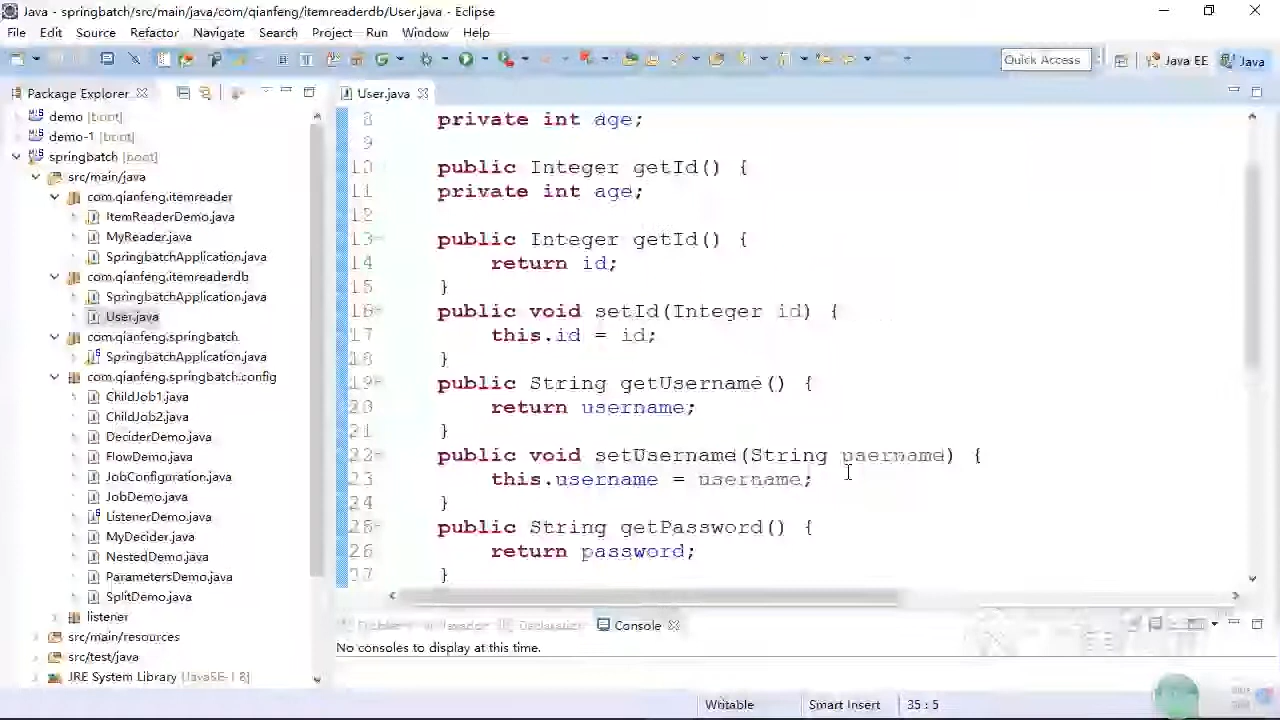 Java - springbatch/src/main/java/com/qianfeng/itemreaderdb/User.java - Eclipse
File Edit Source Refactor Navigate Search Project Run Window Help
Quick Access Java EE Java
Package Explorer
User.java
demo [boot]
demo-1 [boot]
springbatch [boot]
src/main/java
com.qianfeng.itemreader
ItemReaderDemo.java
MyReader.java
SpringbatchApplication.java
com.qianfeng.itemreaderdb
SpringbatchApplication.java
User.java
com.qianfeng.springbatch
SpringbatchApplication.java
com.qianfeng.springbatch.config
ChildJob1.java
ChildJob2.java
DeciderDemo.java
FlowDemo.java
JobConfiguration.java
JobDemo.java
ListenerDemo.java
MyDecider.java
NestedDemo.java
ParametersDemo.java
SplitDemo.java
listener
src/main/resources
src/test/java
JRE System Library [JavaSE-1.8]
8 private int age;
9
10 public Integer getId() {
11 private int age;
12
13 public Integer getId() {
14 return id;
15 }
16 public void setId(Integer id) {
17 this.id = id;
18 }
19 public String getUsername() {
20 return username;
21 }
22 public void setUsername(String username) {
23 this.username = username;
24 }
25 public String getPassword() {
26 return password;
27 }
Problems Javadoc Declaration Console
No consoles to display at this time.
Writable Smart Insert 35 : 5